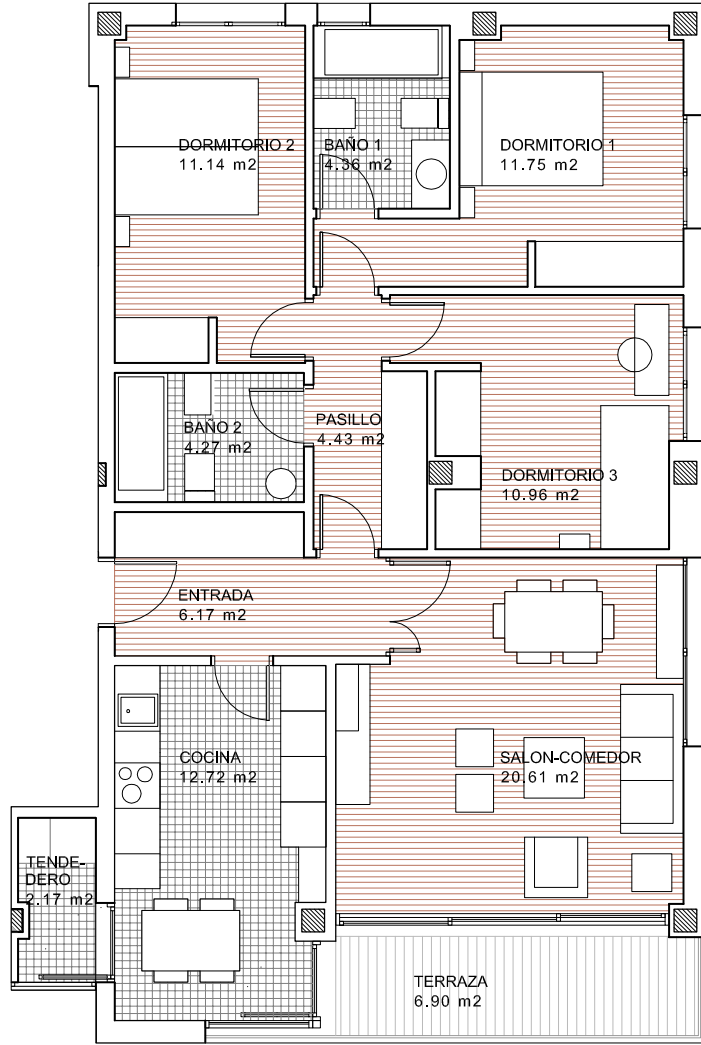 DORMITORIO 2
11.14 m2
BAÑO 1
4.36 m2
DORMITORIO 1
11.75 m2
BAÑO 2
4.27 m2
PASILLO
4.43 m2
DORMITORIO 3
10.96 m2
ENTRADA
6.17 m2
COCINA
12.72 m2
SALON-COMEDOR
20.61 m2
TENDE-
DERO
2.17 m2
TERRAZA
6.90 m2